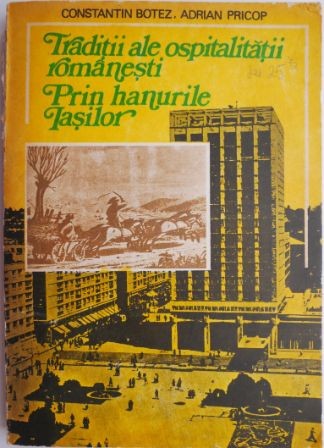 CONSTANTIN BOTEZ, ADRIAN PRICOP
Tradiții ale ospitalității
românești
Prin hanurile
Iașilor